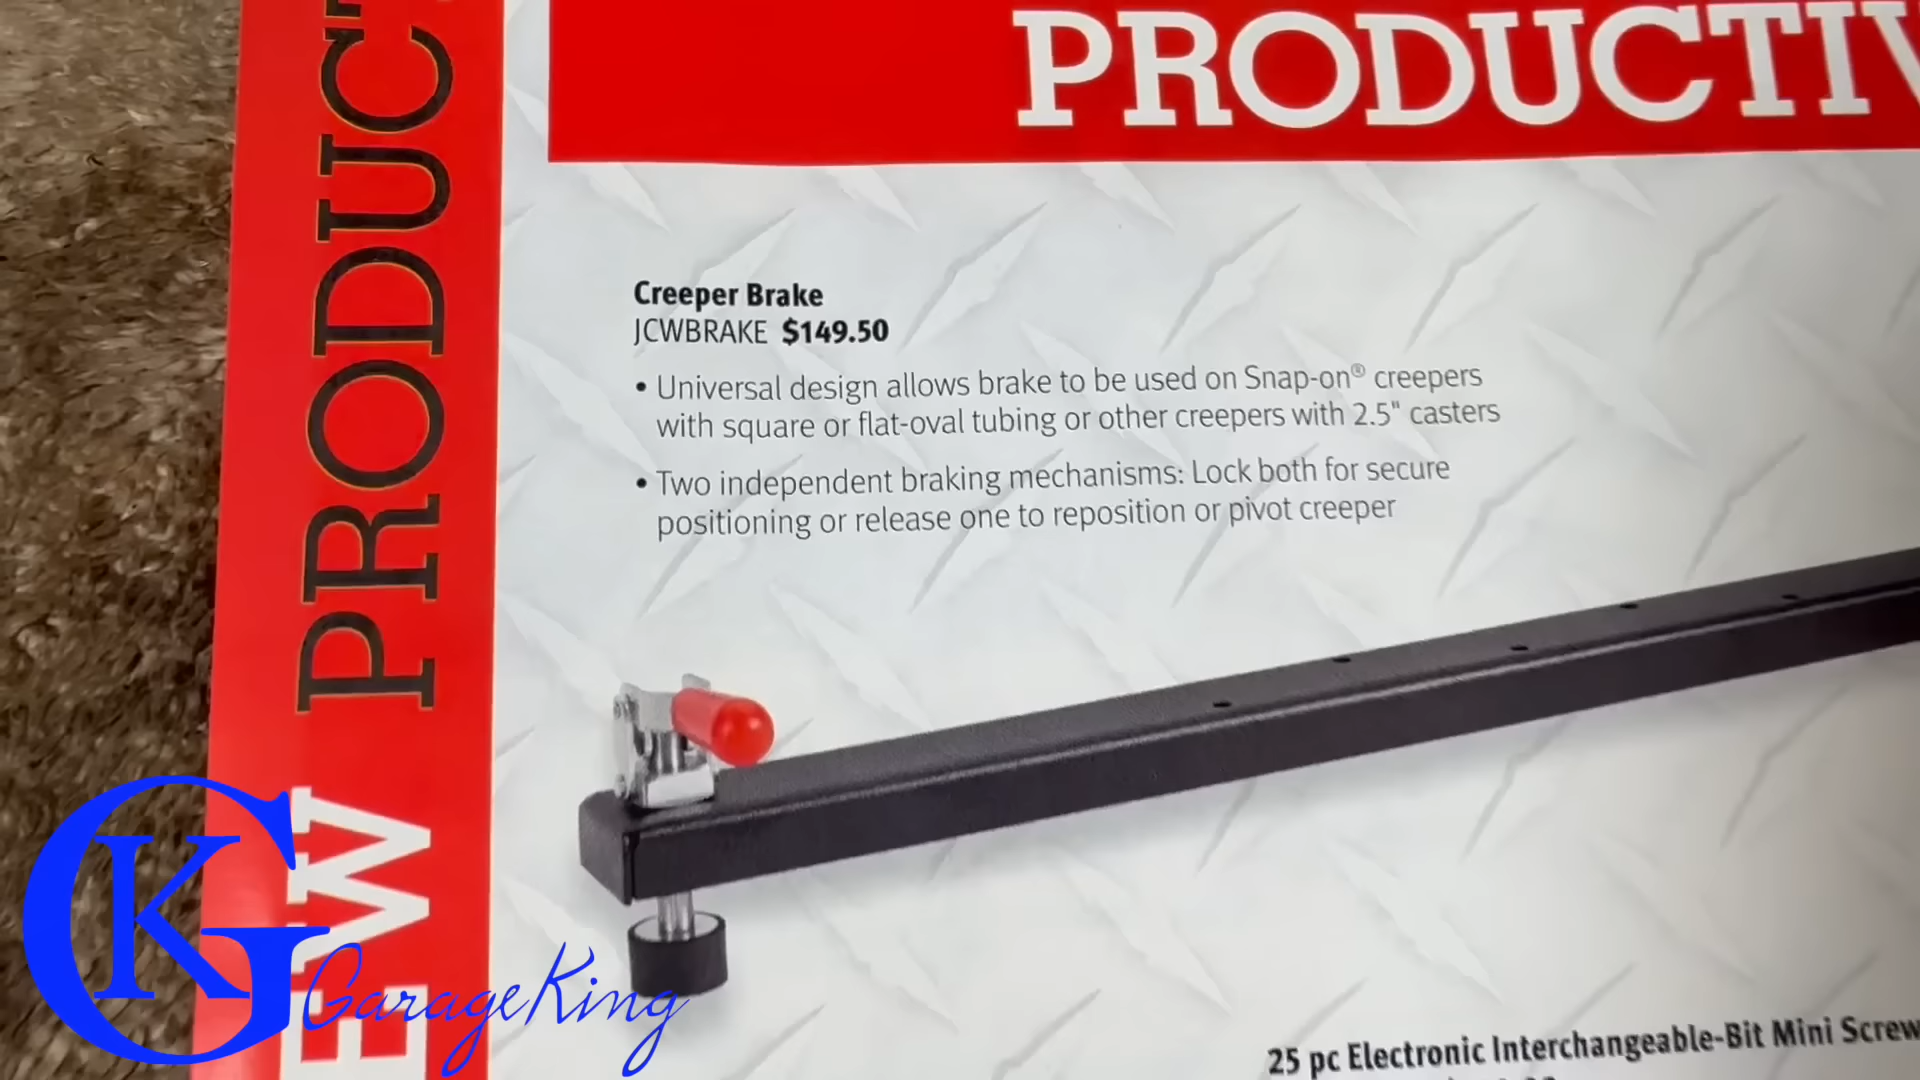 PRODUCTIV
NEW PRODUCT
Creeper Brake
JCWBRAKE $149.50
• Universal design allows brake to be used on Snap-on® creepers
with square or flat-oval tubing or other creepers with 2.5" casters
• Two independent braking mechanisms: Lock both for secure
positioning or release one to reposition or pivot creeper
GK
GarageKing
25 pc Electronic Interchangeable-Bit Mini Screw